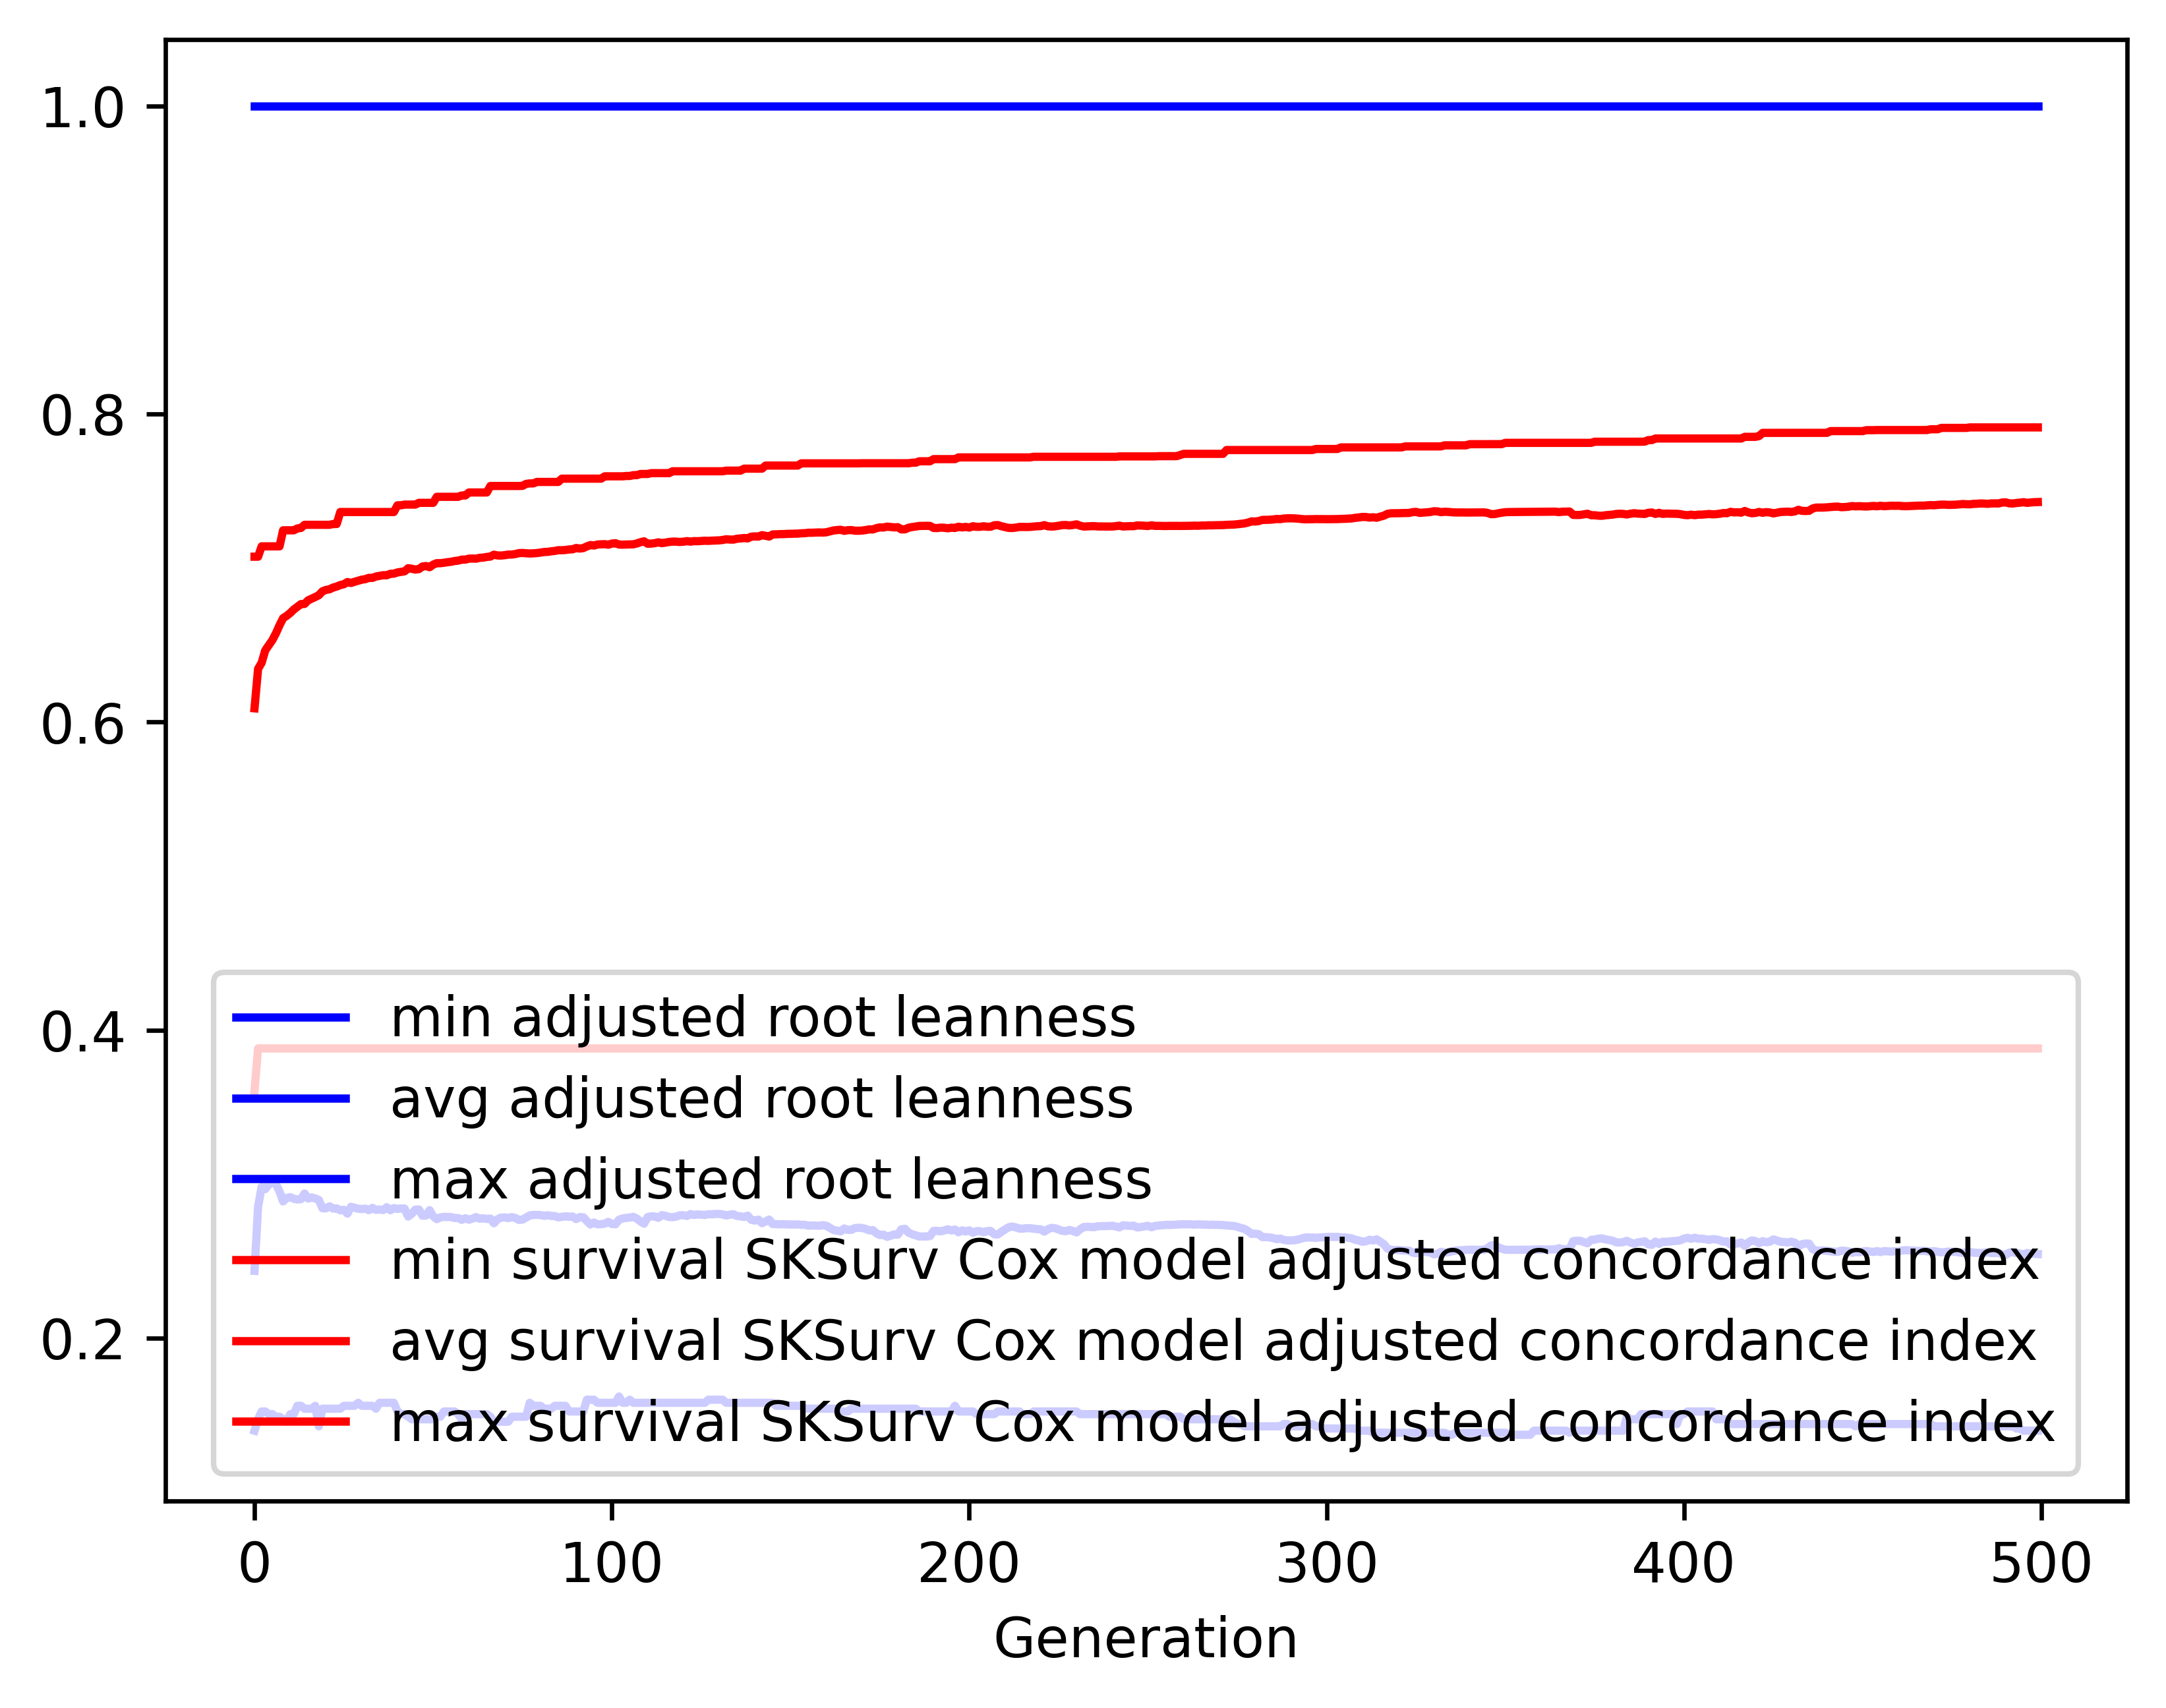 1.0
0.8
0.6
0.4
0.2
min adjusted root leanness
avg adjusted root leanness
max adjusted root leanness
min survival SKSurv Cox model adjusted concordance index
avg survival SKSurv Cox model adjusted concordance index
max survival SKSurv Cox model adjusted concordance index
0 100 200 300 400 500
Generation